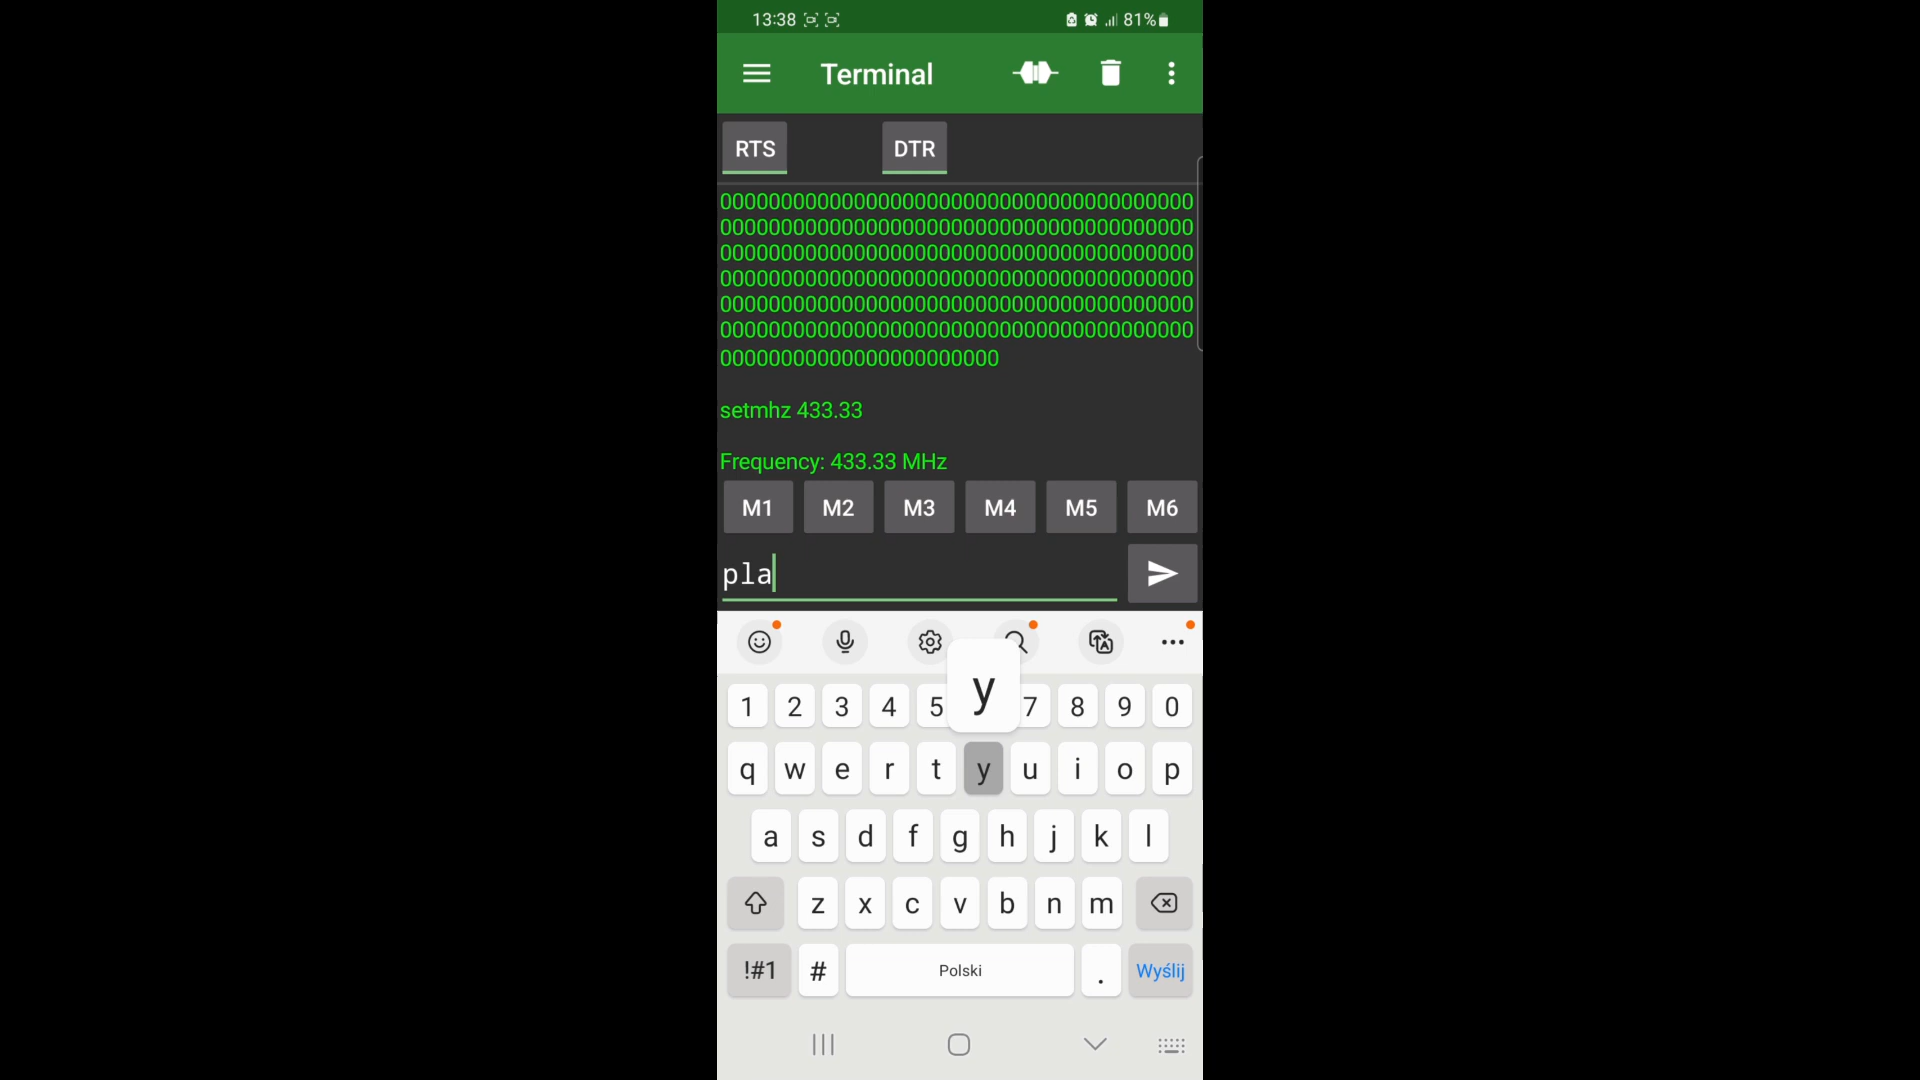 13:38 81%
Terminal
RTS DTR
000000000000000000000000000000000000000
000000000000000000000000000000000000000
000000000000000000000000000000000000000
000000000000000000000000000000000000000
000000000000000000000000000000000000000
000000000000000000000000000000000000000
00000000000000000000000
setmhz 433.33
Frequency: 433.33 MHz
M1 M2 M3 M4 M5 M6
pla
y
1 2 3 4 5 7 8 9 0
q w e r t y u i o p
a s d f g h j k l
z x c v b n m
!#1 # Polski . Wyślij